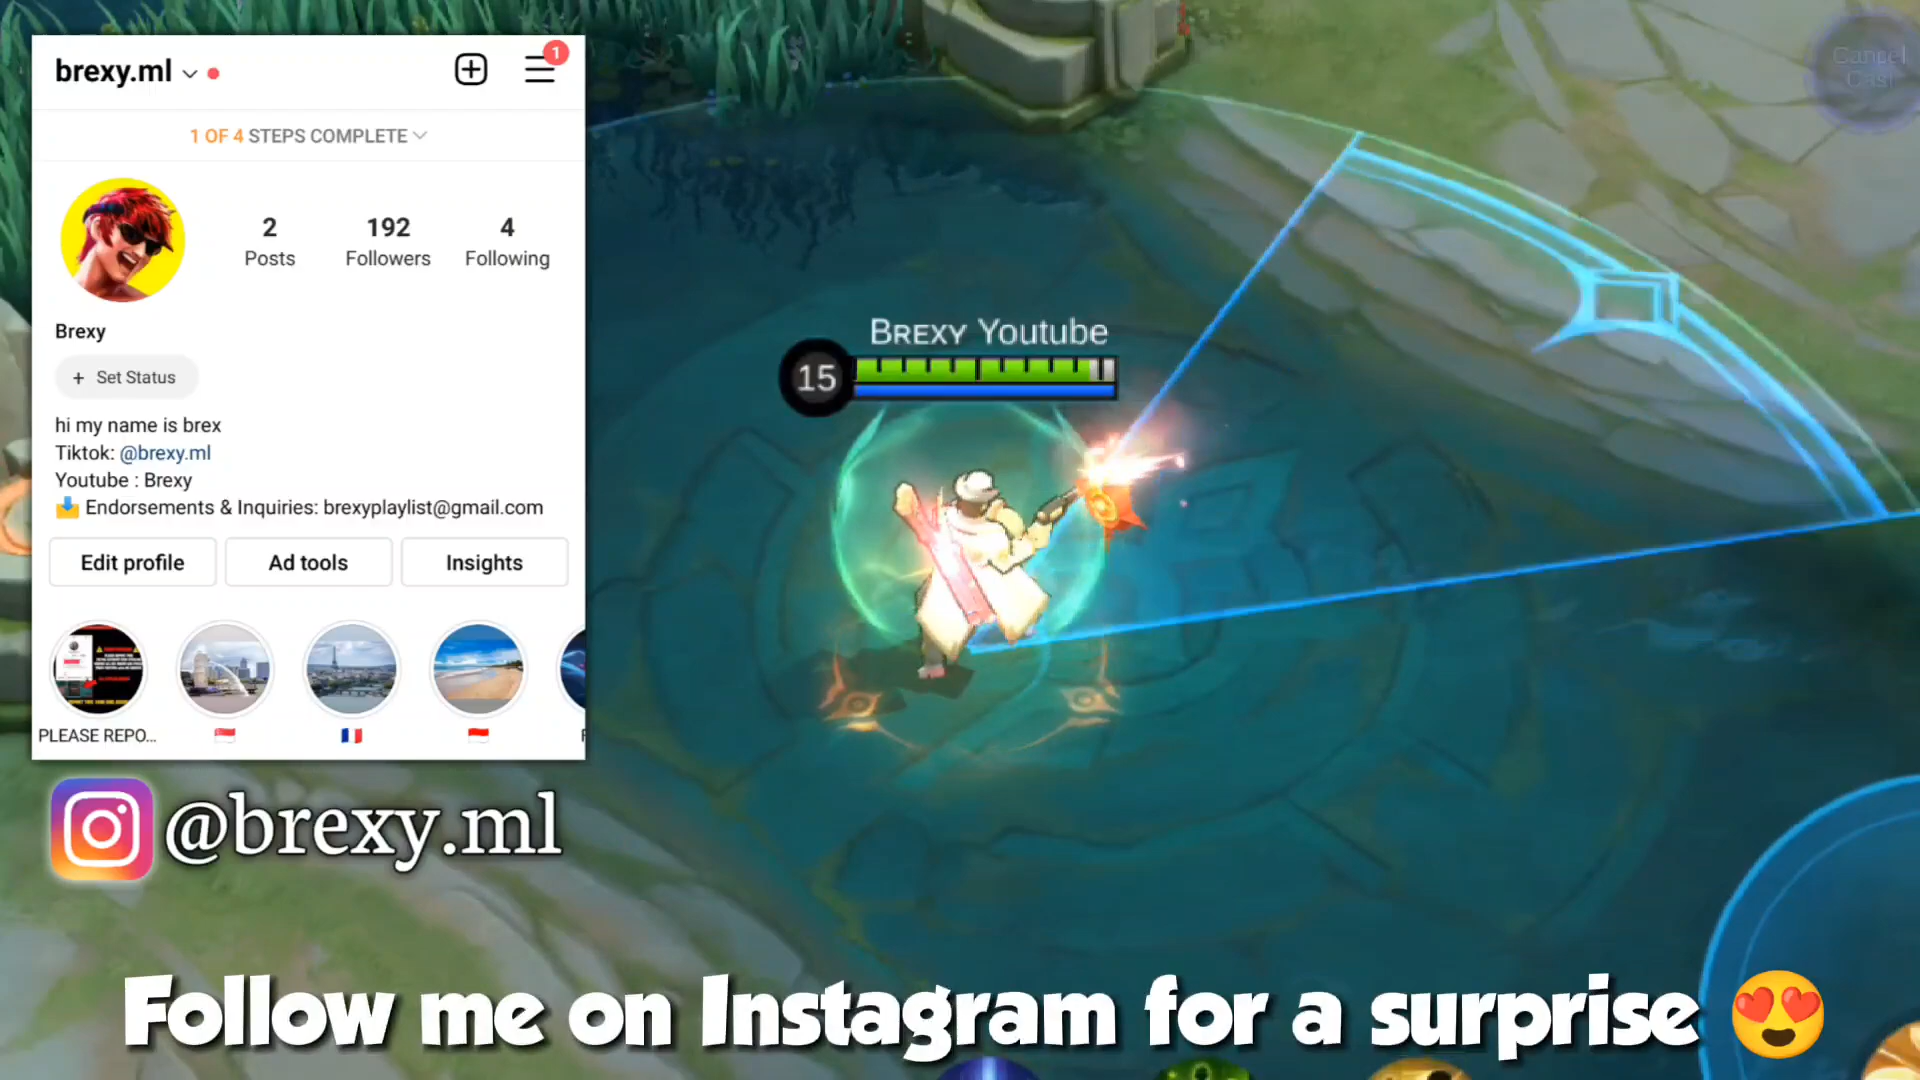 brexy.ml
1
1 OF 4 STEPS COMPLETE
2
Posts
192
Followers
4
Following
Brexy
+ Set Status
hi my name is brex
Tiktok: @brexy.ml
Youtube : Brexy
Endorsements & Inquiries: brexyplaylist@gmail.com
Edit profile
Ad tools
Insights
PLEASE REPO...
@brexy.ml
Brexy Youtube
15
Cancel
Cast
Follow me on Instagram for a surprise